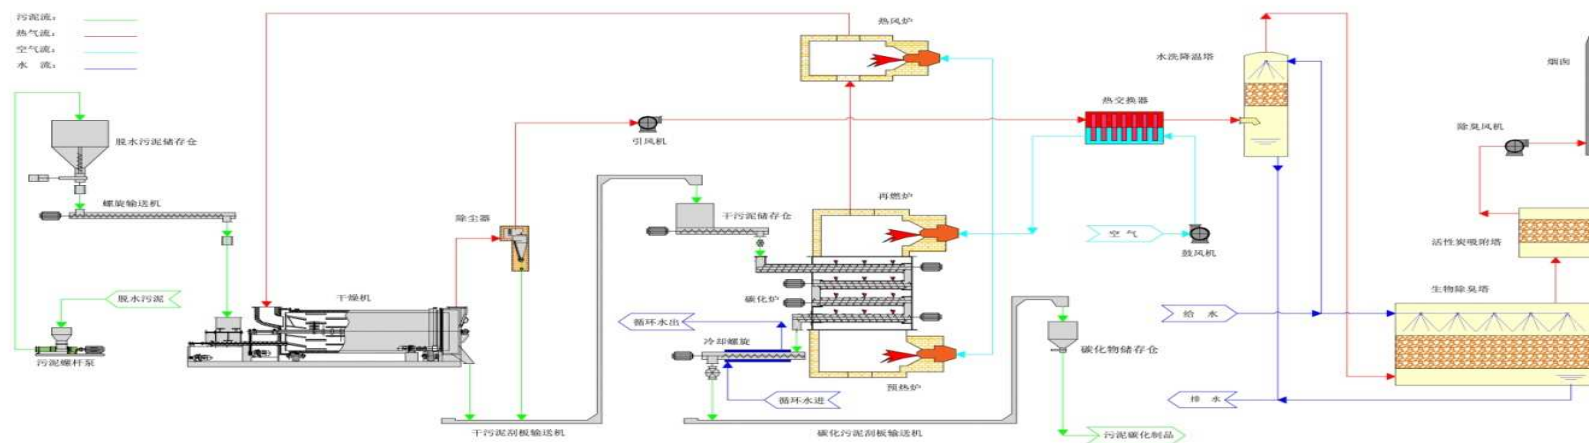 污泥流:
热气流:
空气流:
水 流:
热风炉
水洗降温塔
烟囱
热交换器
除臭风机
脱水污泥储存仓
引风机
螺旋输送机
除尘器
再燃炉
干污泥储存仓
空 气
活性炭吸附塔
鼓风机
脱水污泥
干燥机
碳化炉
生物除臭塔
给 水
循环水出
冷却螺旋
碳化物储存仓
污泥螺杆泵
预热炉
循环水进
排 水
干污泥刮板输送机
碳化污泥刮板输送机
污泥碳化制品